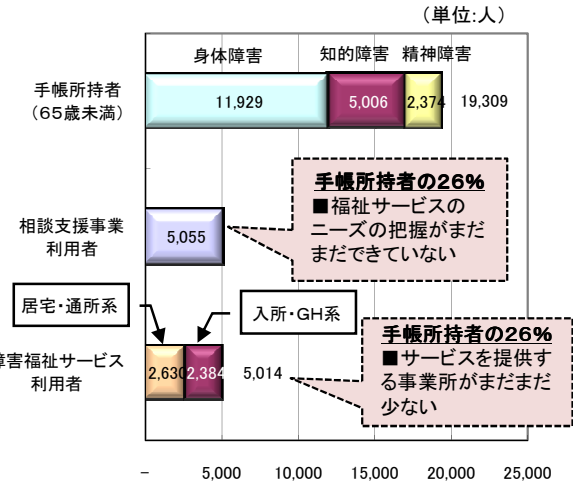 （単位:人）
身体障害 知的障害 精神障害
手帳所持者
（６５歳未満）
11,929 5,006 2,374 19,309
手帳所持者の２６％
■福祉サービスの
ニーズの把握がまだ
まだできていない
相談支援事業
利用者
5,055
居宅・通所系 入所・GH系
手帳所持者の２６％
■サービスを提供す
る事業所がまだまだ
少ない
障害福祉サービス
利用者
2,630 2,384 5,014
- 5,000 10,000 15,000 20,000 25,000